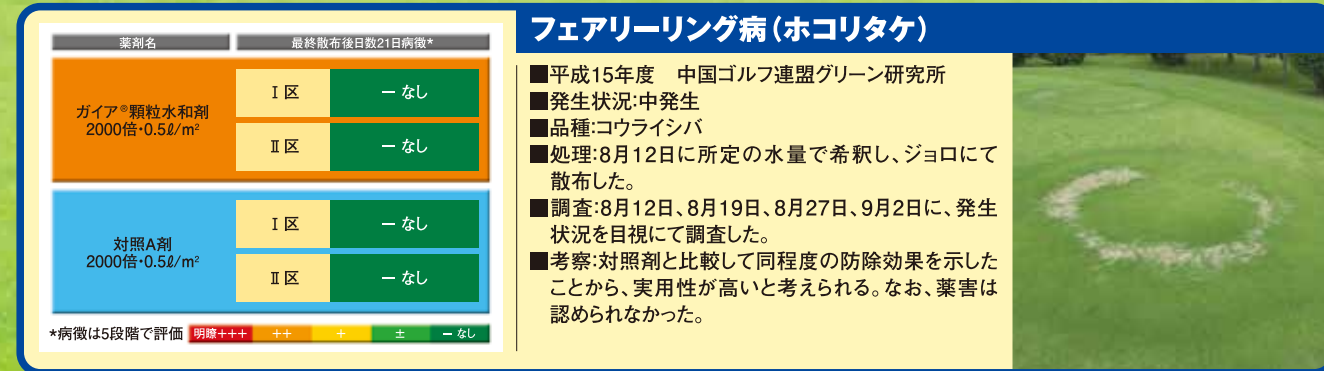 フェアリーリング病（ホコリタケ）
薬剤名 最終散布後日数21日病徴*
ガイア®顆粒水和剤
2000倍・0.5ℓ/m²
Ⅰ区 － なし
Ⅱ区 － なし
対照A剤
2000倍・0.5ℓ/m²
Ⅰ区 － なし
Ⅱ区 － なし
*病徴は5段階で評価 明瞭+++ ++ + ± － なし
■平成15年度　中国ゴルフ連盟グリーン研究所
■発生状況:中発生
■品種:コウライシバ
■処理:8月12日に所定の水量で希釈し、ジョロにて
散布した。
■調査:8月12日、8月19日、8月27日、9月2日に、発生
状況を目視にて調査した。
■考察:対照剤と比較して同程度の防除効果を示した
ことから、実用性が高いと考えられる。なお、薬害は
認められなかった。